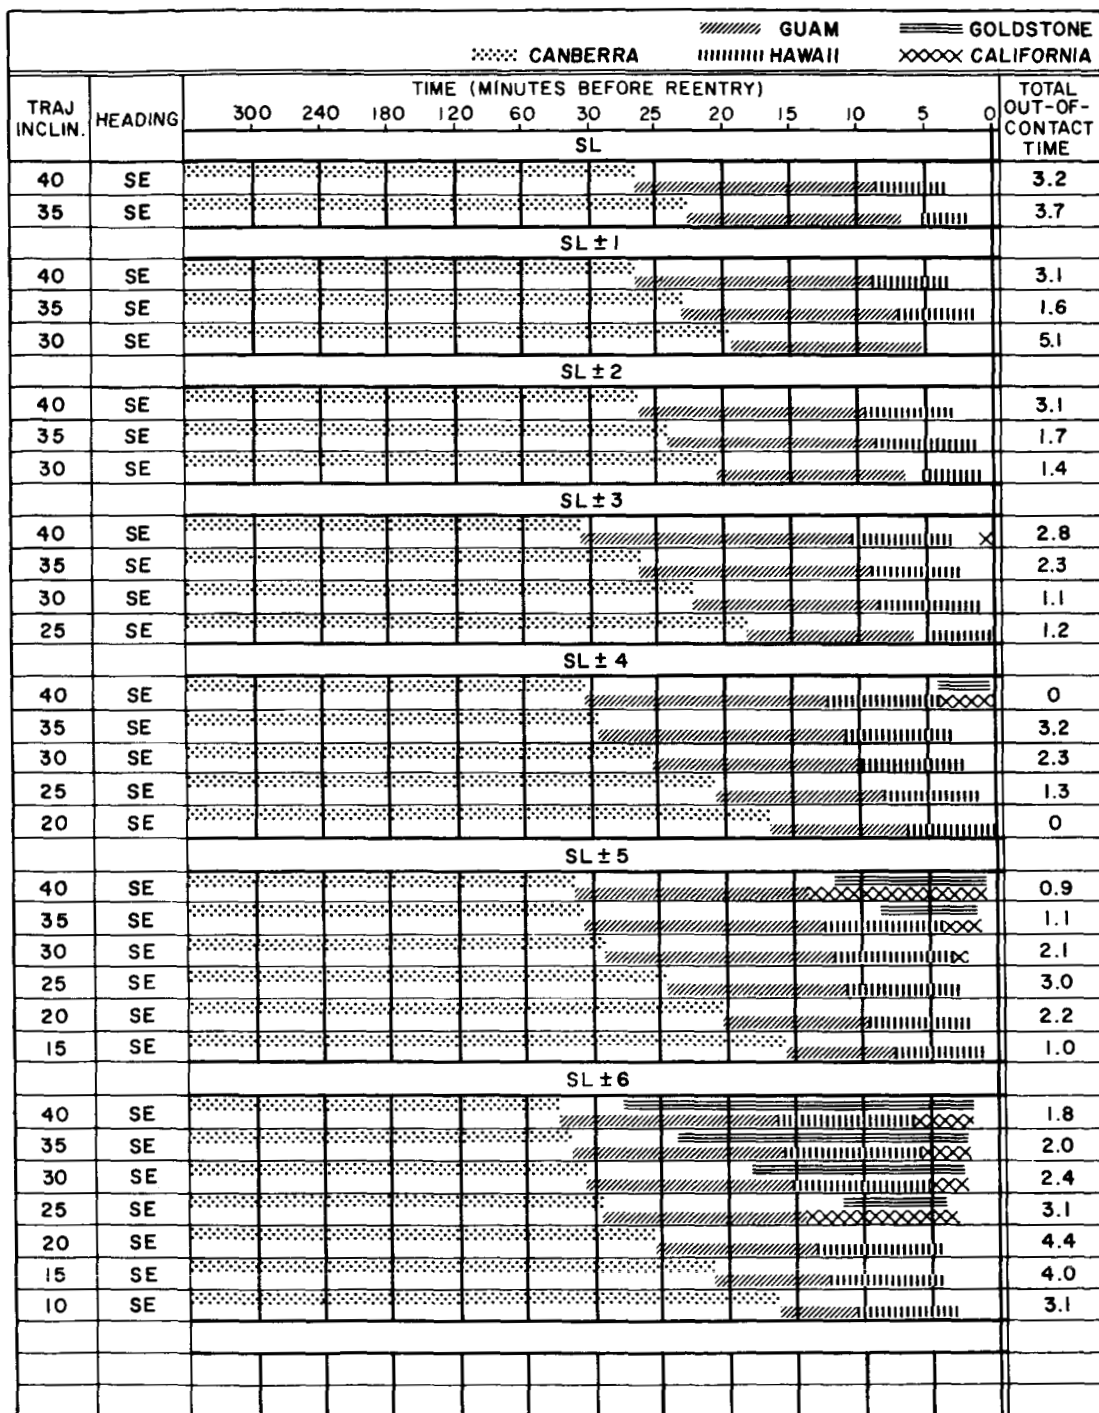 GUAM GOLDSTONE
CANBERRA HAWAII CALIFORNIA
TRAJ INCLIN. HEADING TIME (MINUTES BEFORE REENTRY) TOTAL OUT-OF-CONTACT TIME
300 240 180 120 60 30 25 20 15 10 5 0
SL
40 SE 3.2
35 SE 3.7
SL ± 1
40 SE 3.1
35 SE 1.6
30 SE 5.1
SL ± 2
40 SE 3.1
35 SE 1.7
30 SE 1.4
SL ± 3
40 SE 2.8
35 SE 2.3
30 SE 1.1
25 SE 1.2
SL ± 4
40 SE 0
35 SE 3.2
30 SE 2.3
25 SE 1.3
20 SE 0
SL ± 5
40 SE 0.9
35 SE 1.1
30 SE 2.1
25 SE 3.0
20 SE 2.2
15 SE 1.0
SL ± 6
40 SE 1.8
35 SE 2.0
30 SE 2.4
25 SE 3.1
20 SE 4.4
15 SE 4.0
10 SE 3.1